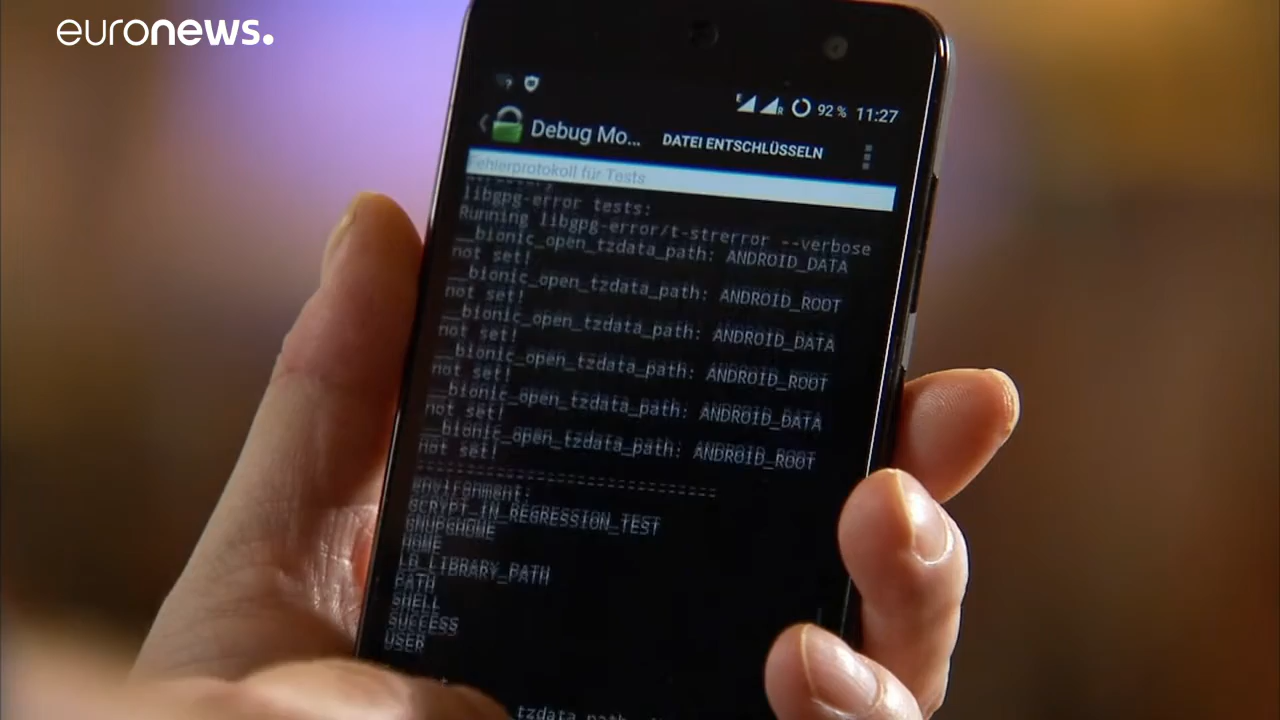 euronews.
92 % 11:27
Debug Mo... DATEI ENTSCHLÜSSELN
Fehlerprotokoll für Tests
libgpg-error tests:
Running libgpg-error/t-strerror --verbose
__bionic_open_tzdata_path: ANDROID_DATA
not set!
__bionic_open_tzdata_path: ANDROID_ROOT
not set!
__bionic_open_tzdata_path: ANDROID_DATA
not set!
__bionic_open_tzdata_path: ANDROID_ROOT
not set!
__bionic_open_tzdata_path: ANDROID_DATA
not set!
__bionic_open_tzdata_path: ANDROID_ROOT
not set!
--------------------------------
environment:
GCRYPT_IN_REGRESSION_TEST
GNUPGHOME
HOME
LD_LIBRARY_PATH
PATH
SHELL
SUCCESS
USER
tzdata_path: